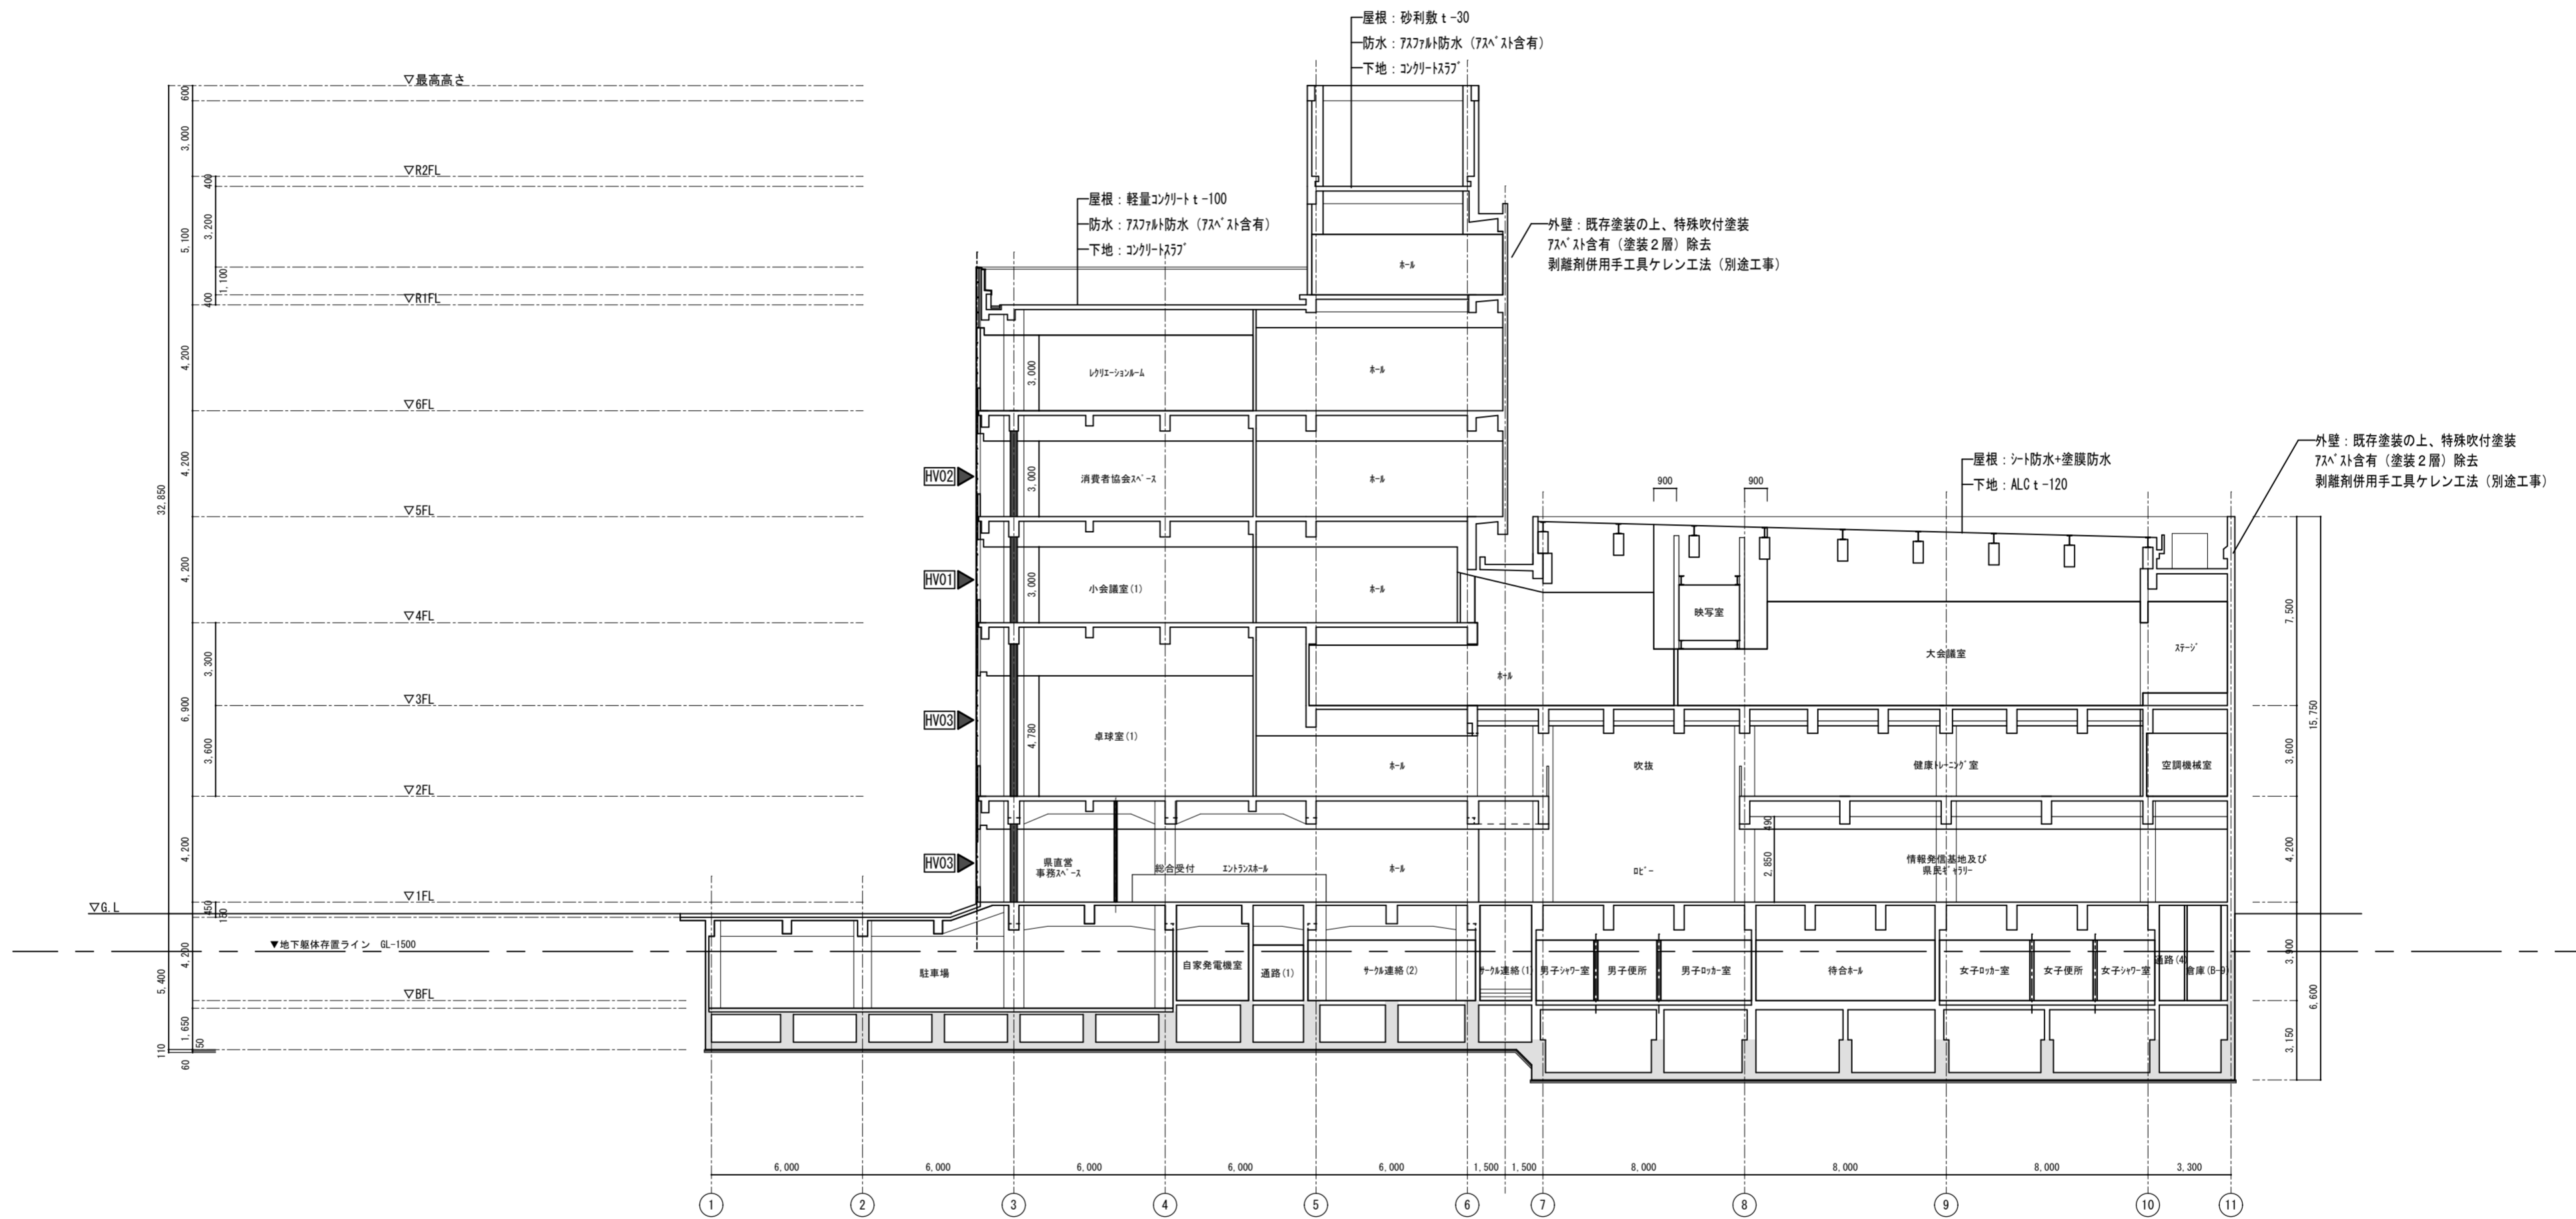 屋根：砂利敷 t-30
防水：ｱｽﾌｧﾙﾄ防水（ｱｽﾍﾞｽﾄ含有）
下地：ｺﾝｸﾘｰﾄｽﾗﾌﾞ
▽最高高さ
600
3,000
▽R2FL
400
3,200
5,100
1,100
400
▽R1FL
屋根：軽量ｺﾝｸﾘｰﾄ t-100
防水：ｱｽﾌｧﾙﾄ防水（ｱｽﾍﾞｽﾄ含有）
下地：ｺﾝｸﾘｰﾄｽﾗﾌﾞ
外壁：既存塗装の上、特殊吹付塗装
ｱｽﾍﾞｽﾄ含有（塗装２層）除去
剥離剤併用手工具ケレン工法（別途工事）
ﾎｰﾙ
4,200
3,000
ﾚｸﾘｴｰｼｮﾝﾙｰﾑ
ﾎｰﾙ
▽6FL
外壁：既存塗装の上、特殊吹付塗装
ｱｽﾍﾞｽﾄ含有（塗装２層）除去
剥離剤併用手工具ケレン工法（別途工事）
屋根：ｼｰﾄ防水+塗膜防水
下地：ALC t-120
4,200
HV02
3,000
消費者協会ｽﾍﾟｰｽ
ﾎｰﾙ
900
900
32,850
▽5FL
4,200
HV01
3,000
小会議室(1)
ﾎｰﾙ
映写室
7,500
▽4FL
3,300
大会議室
ｽﾃｰｼﾞ
ﾎｰﾙ
▽3FL
6,900
HV03
4,780
卓球室(1)
15,750
3,600
ﾎｰﾙ
吹抜
健康ﾄﾚｰﾆﾝｸﾞ室
空調機械室
3,600
▽2FL
4,200
HV03
県直営
事務ｽﾍﾟｰｽ
総合受付
ｴﾝﾄﾗﾝｽﾎｰﾙ
ﾎｰﾙ
ﾛﾋﾞｰ
490
2,850
情報発信基地及び
県民ｷﾞｬﾗﾘｰ
4,200
▽1FL
▽G.L
450
150
▼地下躯体存置ライン GL-1500
4,200
5,400
駐車場
自家発電機室
通路(1)
ｻｰｸﾙ連絡(2)
ｻｰｸﾙ連絡(1)
男子ｼｬﾜｰ室
男子便所
男子ﾛｯｶｰ室
待合ﾎｰﾙ
女子ﾛｯｶｰ室
女子便所
女子ｼｬﾜｰ室
通路(4)
倉庫(B-9)
3,900
▽BFL
6,600
1,650
110
50
60
3,150
6,000
6,000
6,000
6,000
6,000
1,500
1,500
8,000
8,000
8,000
3,300
1
2
3
4
5
6
7
8
9
10
11